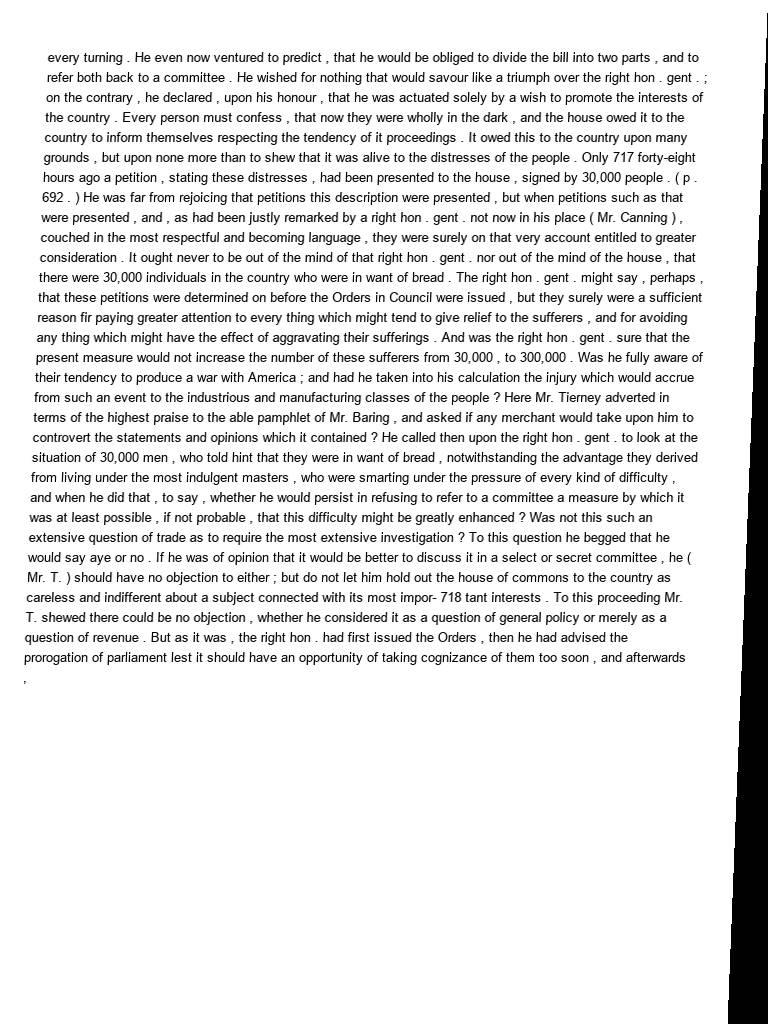 every turning . He even now ventured to predict , that he would be obliged to divide the bill into two parts , and to
refer both back to a committee . He wished for nothing that would savour like a triumph over the right hon . gent . ;
on the contrary , he declared , upon his honour , that he was actuated solely by a wish to promote the interests of
the country . Every person must confess , that now they were wholly in the dark , and the house owed it to the
country to inform themselves respecting the tendency of it proceedings . It owed this to the country upon many
grounds , but upon none more than to shew that it was alive to the distresses of the people . Only 717 forty-eight
hours ago a petition , stating these distresses , had been presented to the house , signed by 30,000 people . ( p .
692 . ) He was far from rejoicing that petitions this description were presented , but when petitions such as that
were presented , and , as had been justly remarked by a right hon . gent . not now in his place ( Mr. Canning ) ,
couched in the most respectful and becoming language , they were surely on that very account entitled to greater
consideration . It ought never to be out of the mind of that right hon . gent . nor out of the mind of the house , that
there were 30,000 individuals in the country who were in want of bread . The right hon . gent . might say , perhaps ,
that these petitions were determined on before the Orders in Council were issued , but they surely were a sufficient
reason fir paying greater attention to every thing which might tend to give relief to the sufferers , and for avoiding
any thing which might have the effect of aggravating their sufferings . And was the right hon . gent . sure that the
present measure would not increase the number of these sufferers from 30,000 , to 300,000 . Was he fully aware of
their tendency to produce a war with America ; and had he taken into his calculation the injury which would accrue
from such an event to the industrious and manufacturing classes of the people ? Here Mr. Tierney adverted in
terms of the highest praise to the able pamphlet of Mr. Baring , and asked if any merchant would take upon him to
controvert the statements and opinions which it contained ? He called then upon the right hon . gent . to look at the
situation of 30,000 men , who told hint that they were in want of bread , notwithstanding the advantage they derived
from living under the most indulgent masters , who were smarting under the pressure of every kind of difficulty ,
and when he did that , to say , whether he would persist in refusing to refer to a committee a measure by which it
was at least possible , if not probable , that this difficulty might be greatly enhanced ? Was not this such an
extensive question of trade as to require the most extensive investigation ? To this question he begged that he
would say aye or no . If he was of opinion that it would be better to discuss it in a select or secret committee , he (
Mr. T. ) should have no objection to either ; but do not let him hold out the house of commons to the country as
careless and indifferent about a subject connected with its most impor- 718 tant interests . To this proceeding Mr.
T. shewed there could be no objection , whether he considered it as a question of general policy or merely as a
question of revenue . But as it was , the right hon . had first issued the Orders , then he had advised the
prorogation of parliament lest it should have an opportunity of taking cognizance of them too soon , and afterwards
,